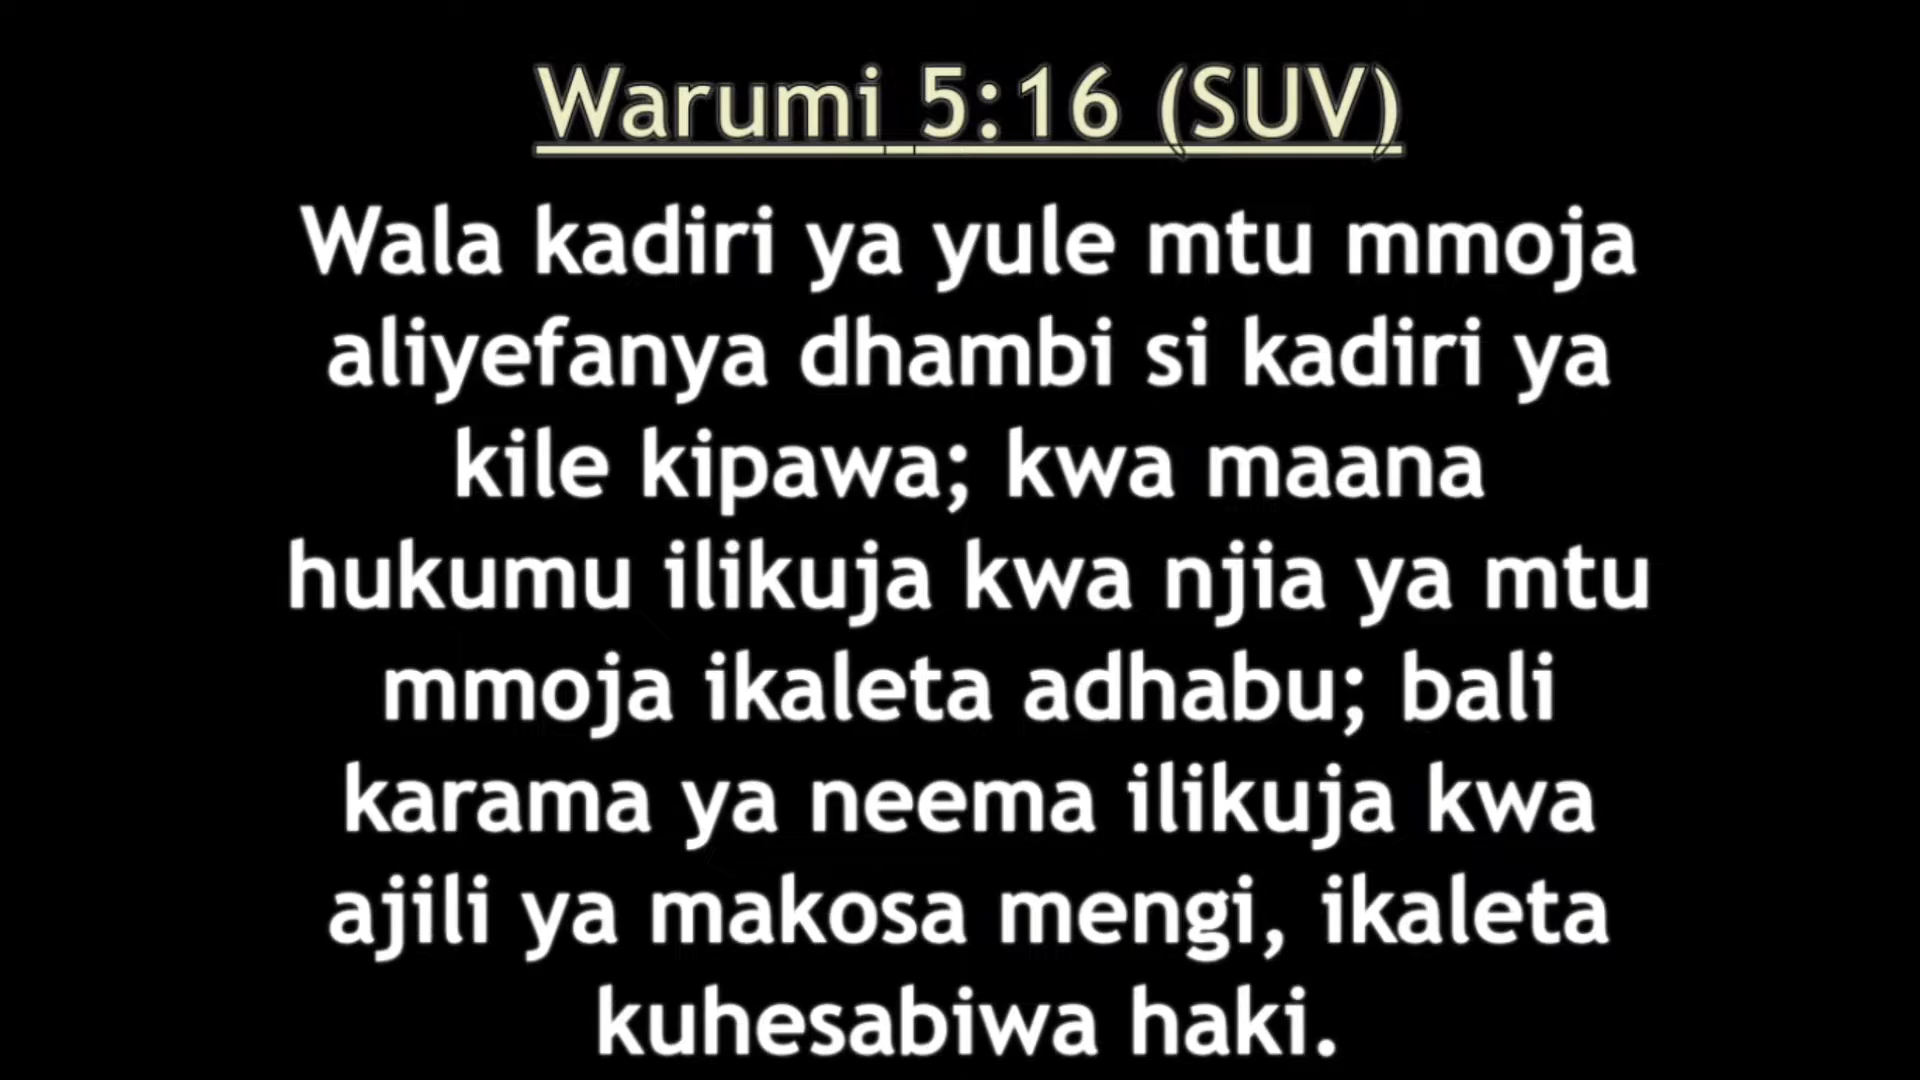 Warumi 5:16 (SUV)
Wala kadiri ya yule mtu mmoja
aliyefanya dhambi si kadiri ya
kile kipawa; kwa maana
hukumu ilikuja kwa njia ya mtu
mmoja ikaleta adhabu; bali
karama ya neema ilikuja kwa
ajili ya makosa mengi, ikaleta
kuhesabiwa haki.